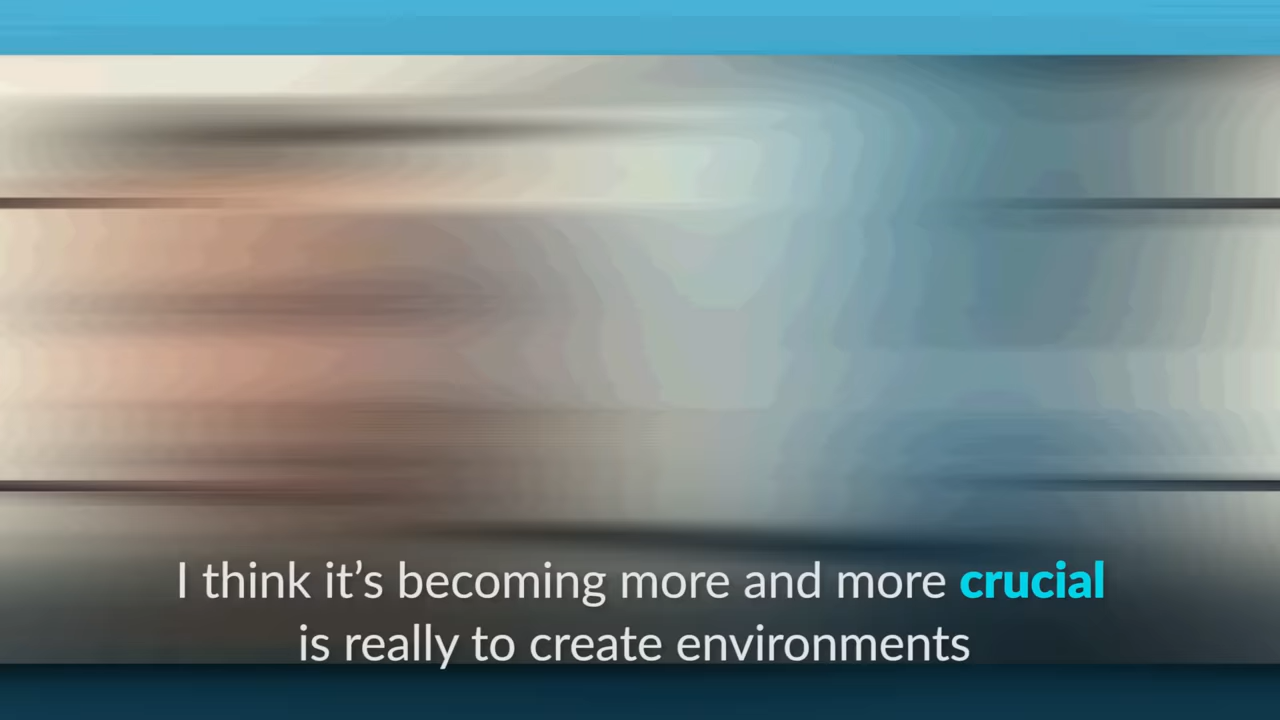 I think it’s becoming more and more crucial
is really to create environments